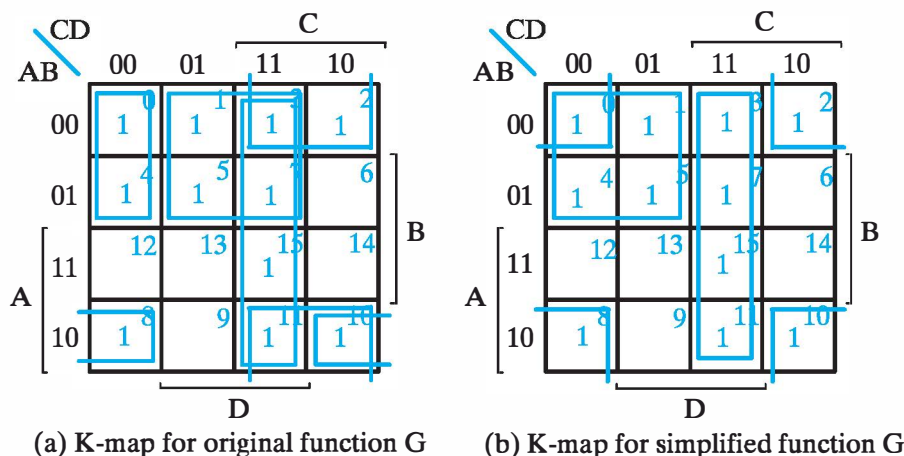 C C
CD CD
AB 00 01 11 10 AB 00 01 11 10
0 1 3 2 0 1 3 2
00 1 1 1 1 00 1 1 1 1
4 5 7 6 4 5 7 6
01 1 1 1 01 1 1 1
B B
12 13 15 14 12 13 15 14
11 1 11 1
A A
8 9 11 10 8 9 11 10
10 1 1 1 10 1 1 1
D D
(a) K-map for original function G (b) K-map for simplified function G